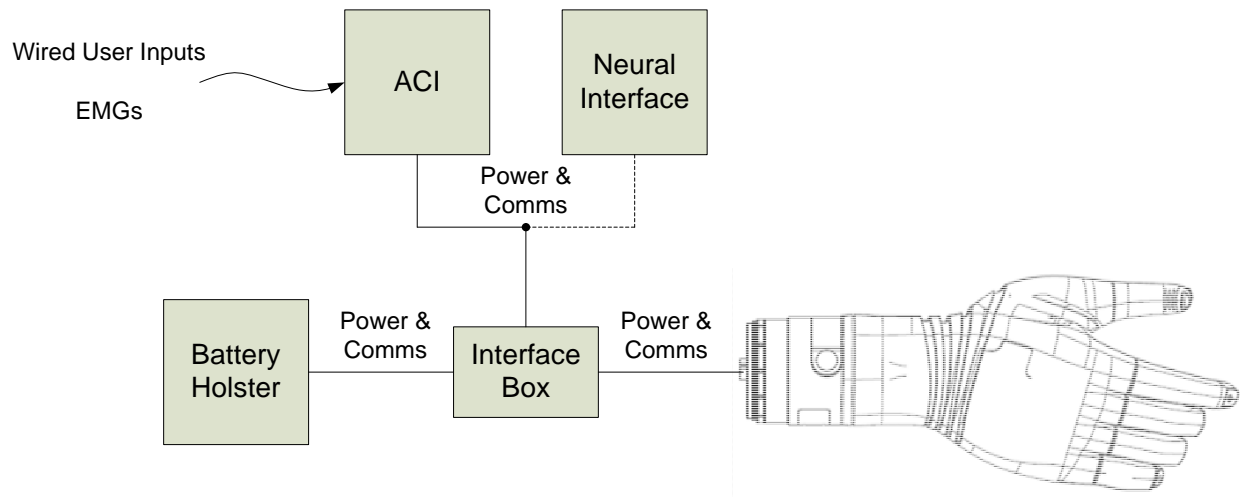 Wired User Inputs
EMGs
ACI
Neural
Interface
Power &
Comms
Battery
Holster
Power &
Comms
Interface
Box
Power &
Comms